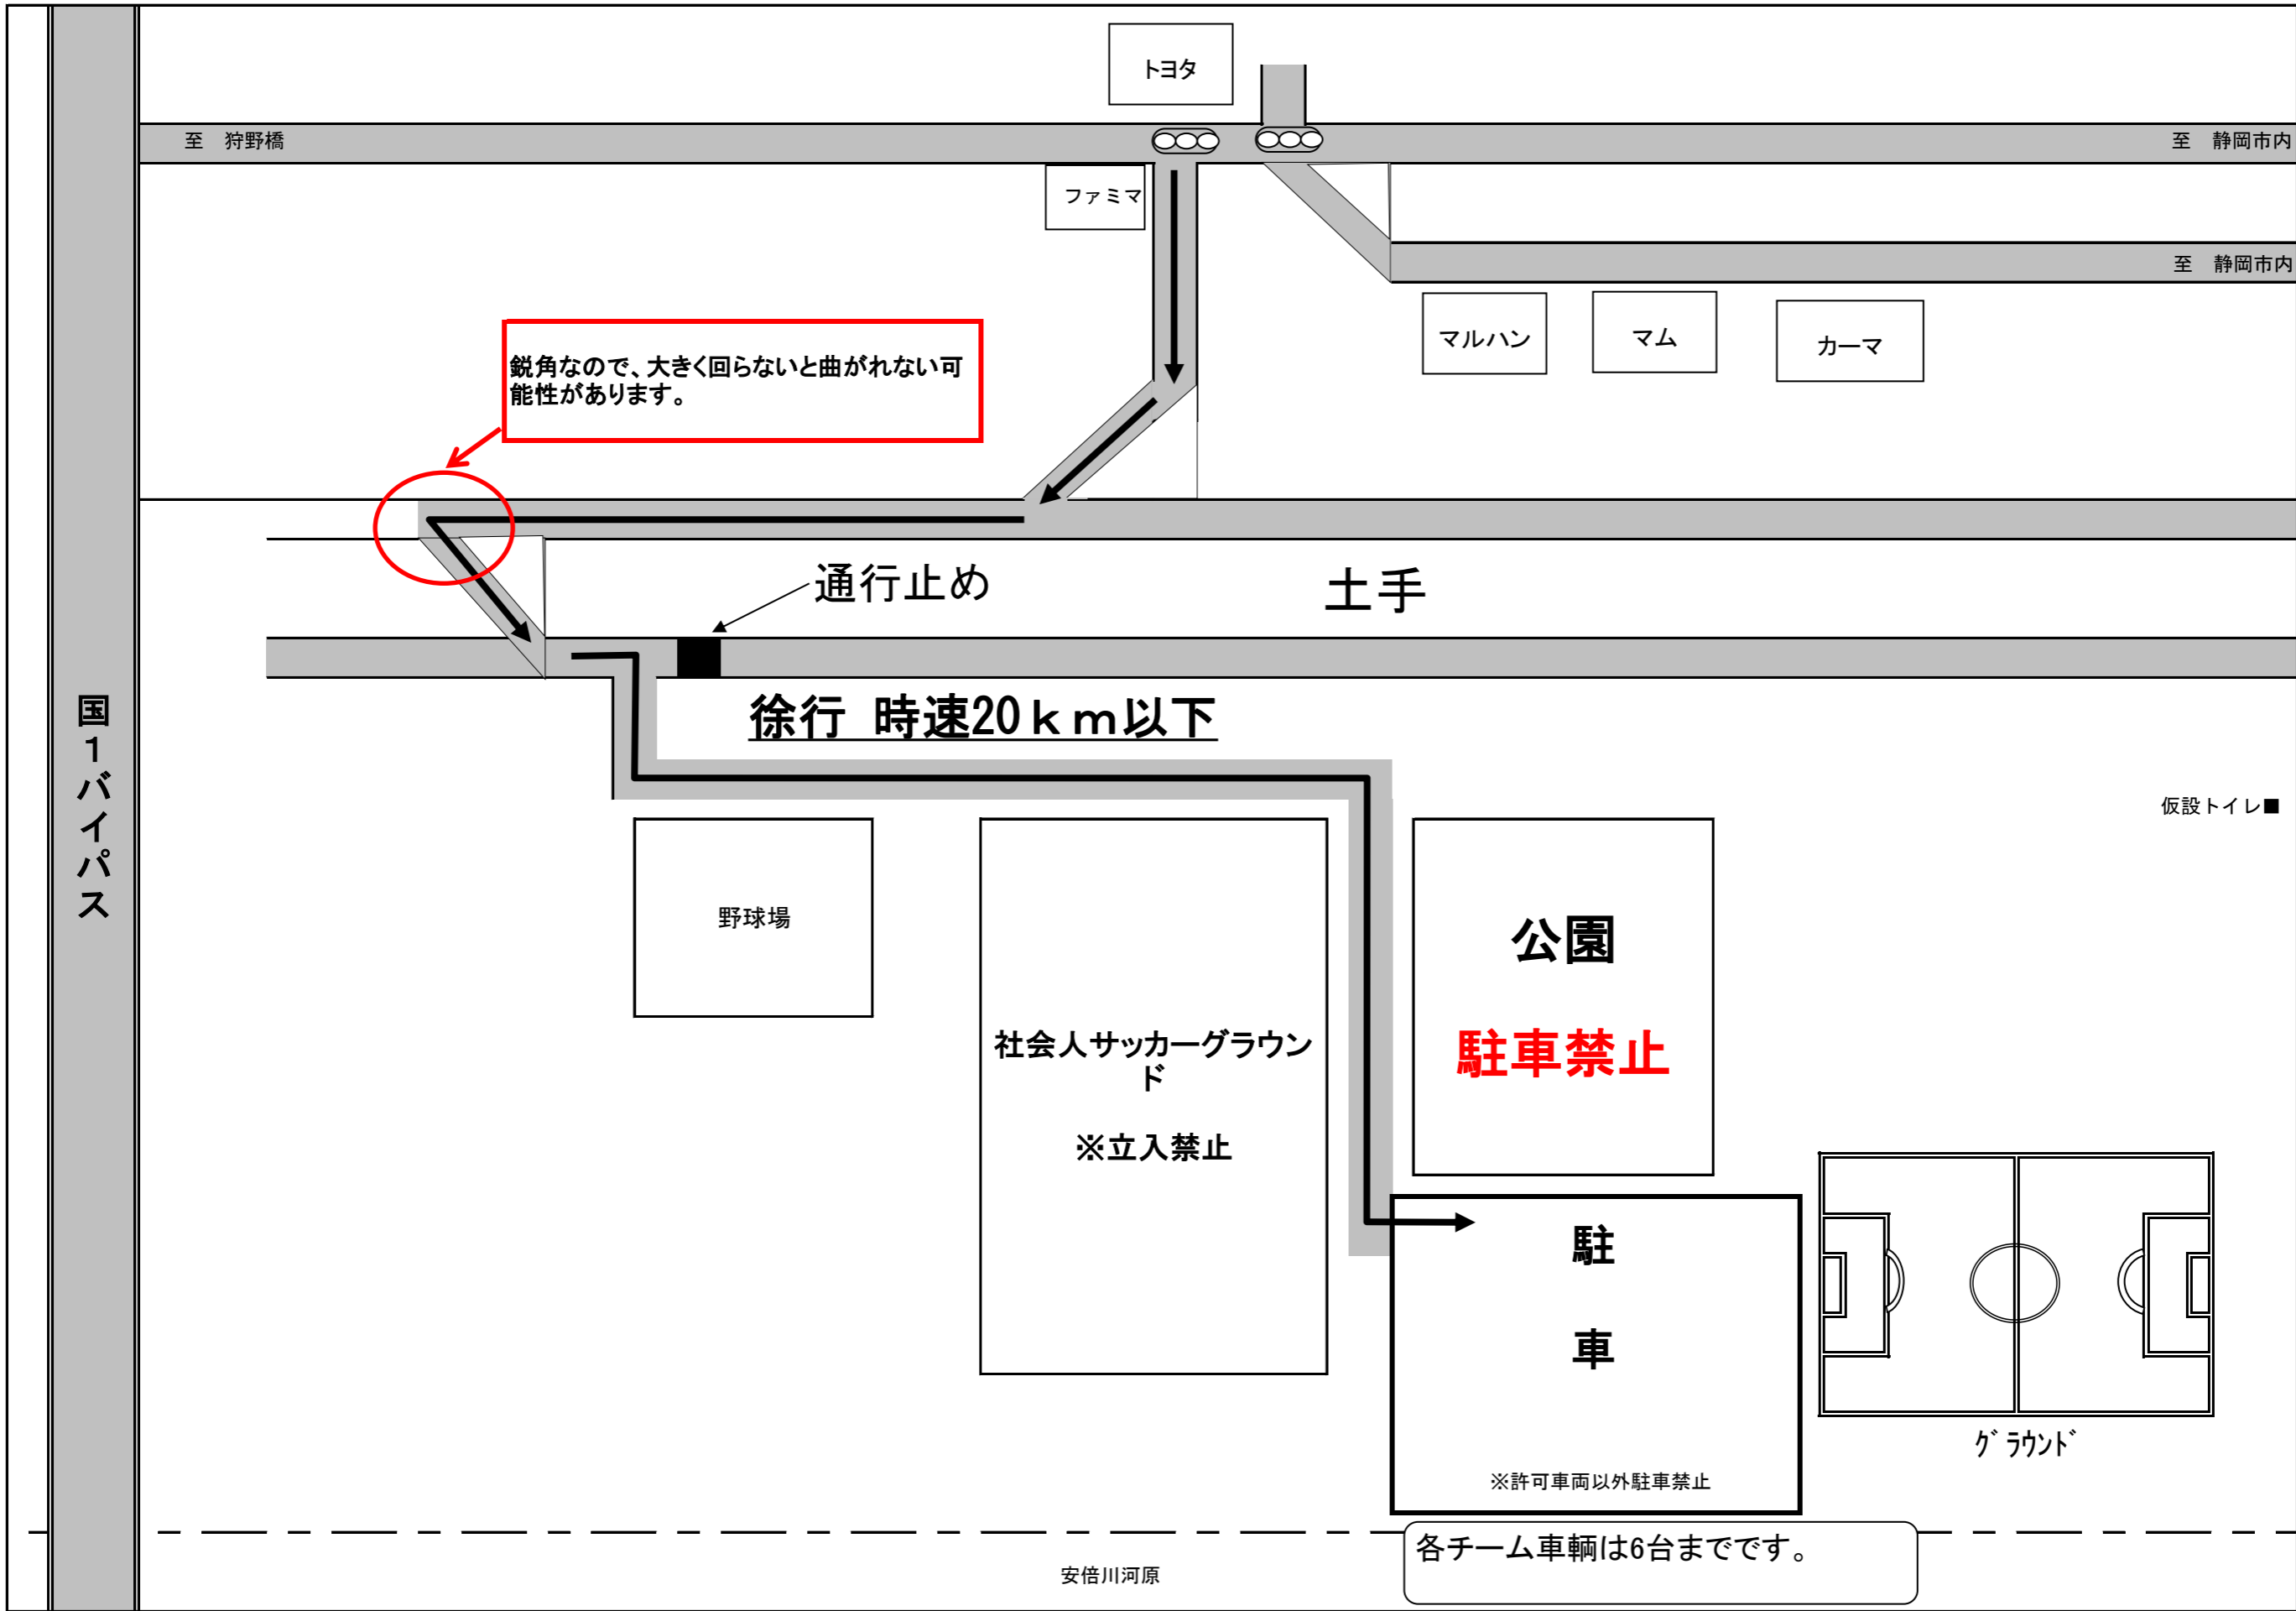 トヨタ
至　狩野橋
至　静岡市内
ファミマ
至　静岡市内
マルハン
マム
カーマ
鋭角なので、大きく回らないと曲がれない可
能性があります。
通行止め
土手
徐行 時速20ｋｍ以下
国１バイパス
仮設トイレ■
野球場
公園
駐車禁止
社会人サッカーグラウン
ド
※立入禁止
駐
車
※許可車両以外駐車禁止
ｸﾞﾗｳﾝﾄﾞ
各チーム車輌は6台までです。
安倍川河原